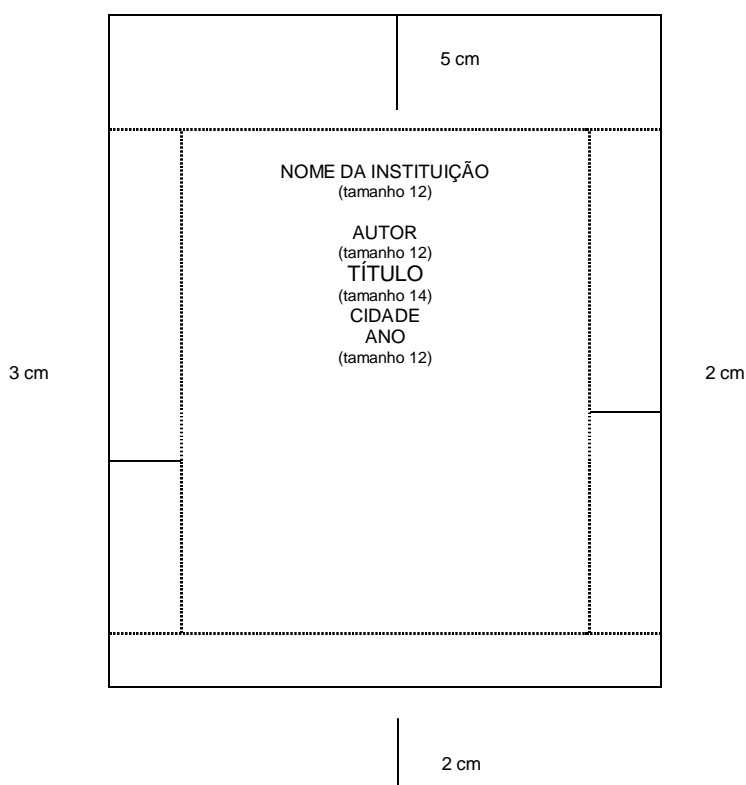 5 cm
NOME DA INSTITUIÇÃO
(tamanho 12)
AUTOR
(tamanho 12)
TÍTULO
(tamanho 14)
CIDADE
ANO
(tamanho 12)
3 cm
2 cm
2 cm